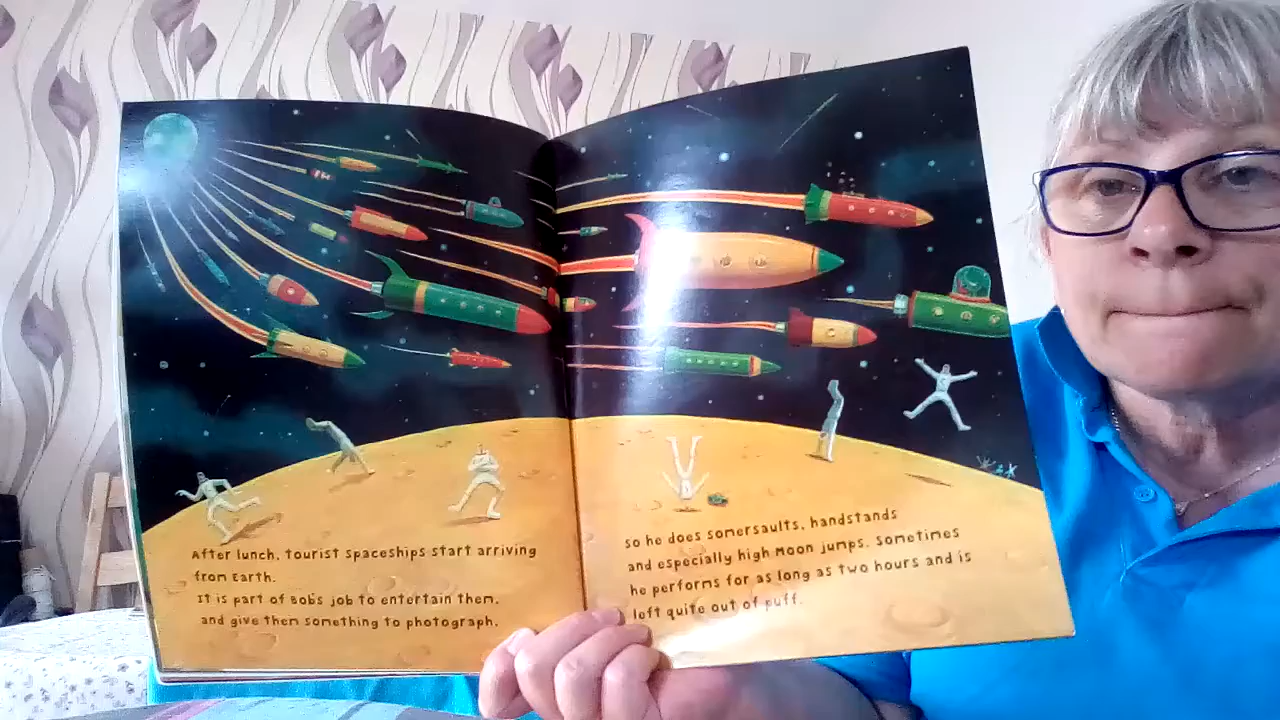 After lunch, tourist spaceships start arriving
from Earth.
It is part of Bob's job to entertain them,
and give them something to photograph,
so he does somersaults, handstands
and especially high Moon jumps. Sometimes
he performs for as long as two hours and is
left quite out of puff.